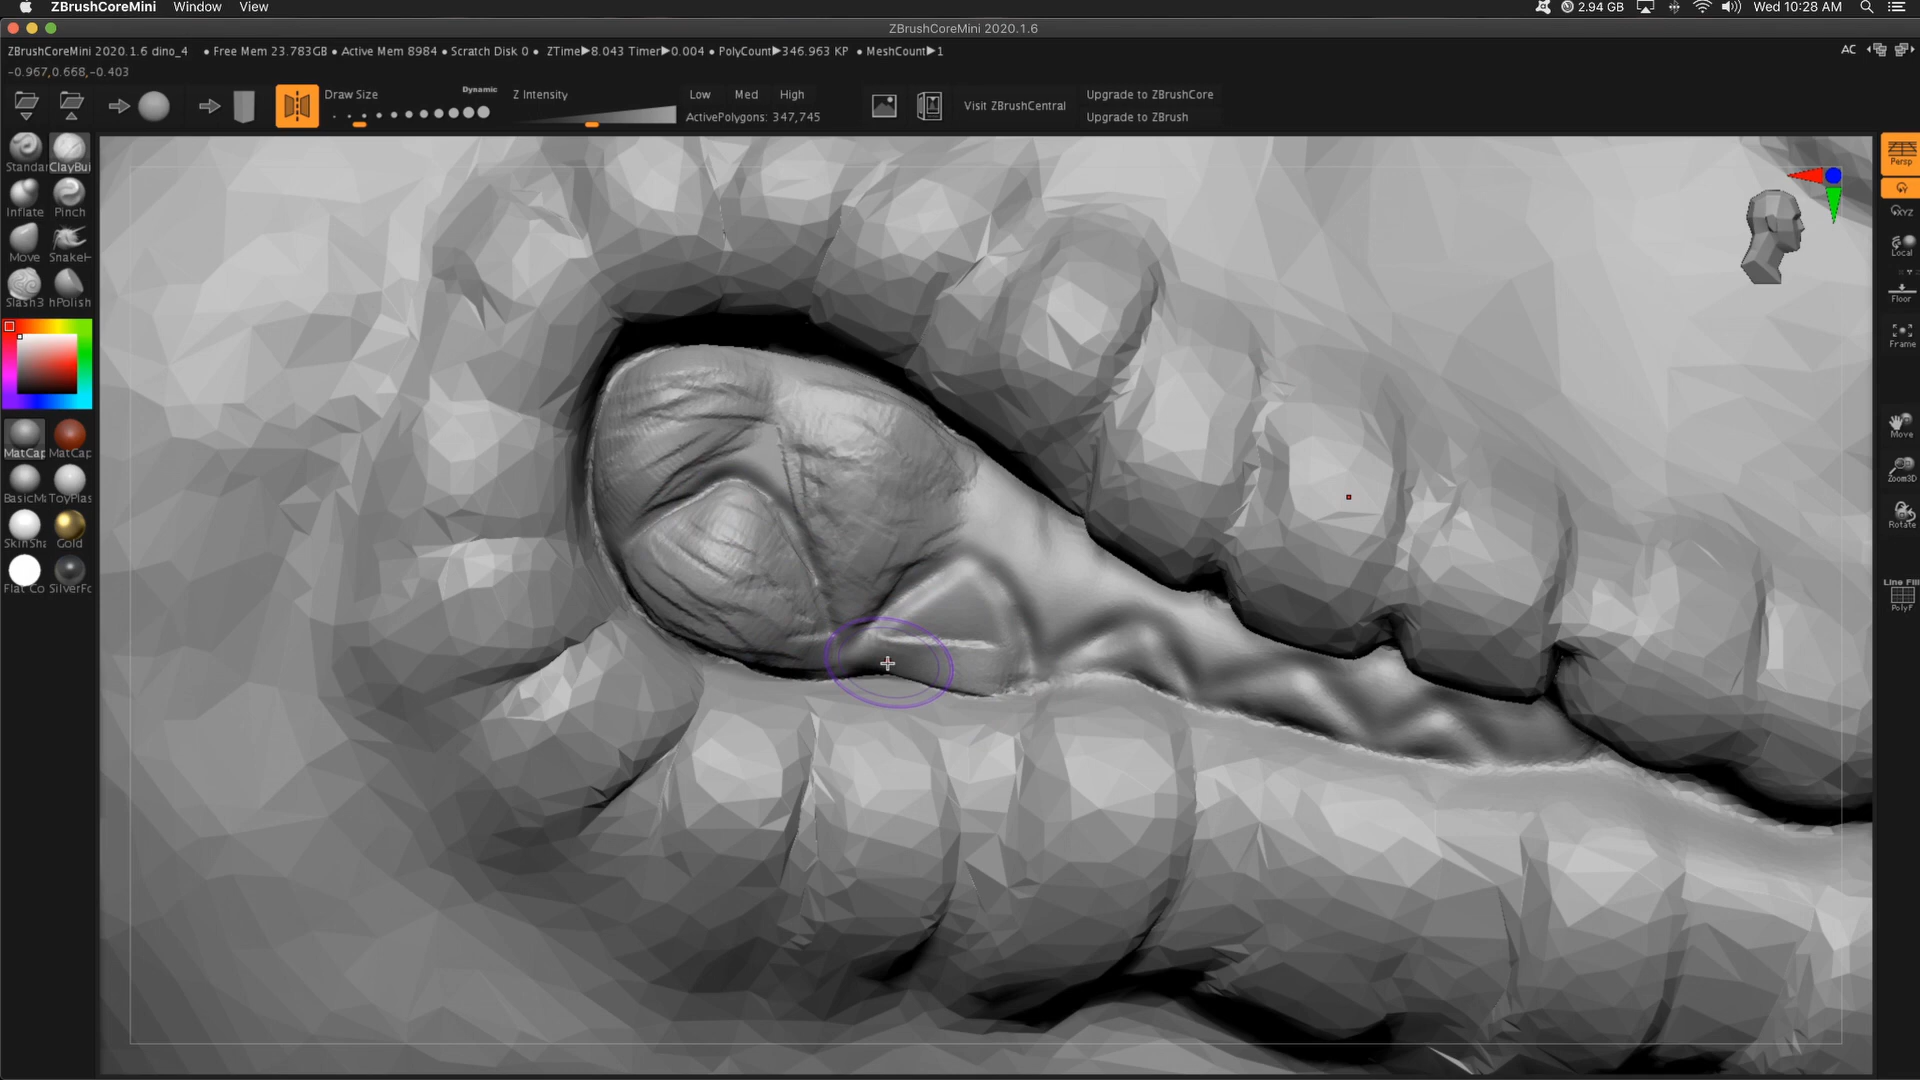 ZBrushCoreMini Window View 2.94 GB Wed 10:28 AM
ZBrushCoreMini 2020.1.6
ZBrushCoreMini 2020.1.6 dino_4 • Free Mem 23.783GB • Active Mem 8984 • Scratch Disk 0 • ZTime▶8.043 Timer▶0.004 • PolyCount▶346.963 KP • MeshCount▶1 AC
-0.967,0.668,-0.403
Draw Size Dynamic Z Intensity Low Med High Upgrade to ZBrushCore
Visit ZBrushCentral
ActivePolygons: 347,745 Upgrade to ZBrush
Standar ClayBui
Inflate Pinch
Move SnakeH
Slash3 hPolish
MatCap MatCap
BasicMa ToyPlas
SkinSha Gold
Flat Co SilverFo
Persp
XYZ
Local
Floor
Frame
Move
Zoom3D
Rotate
Line Fill
PolyF